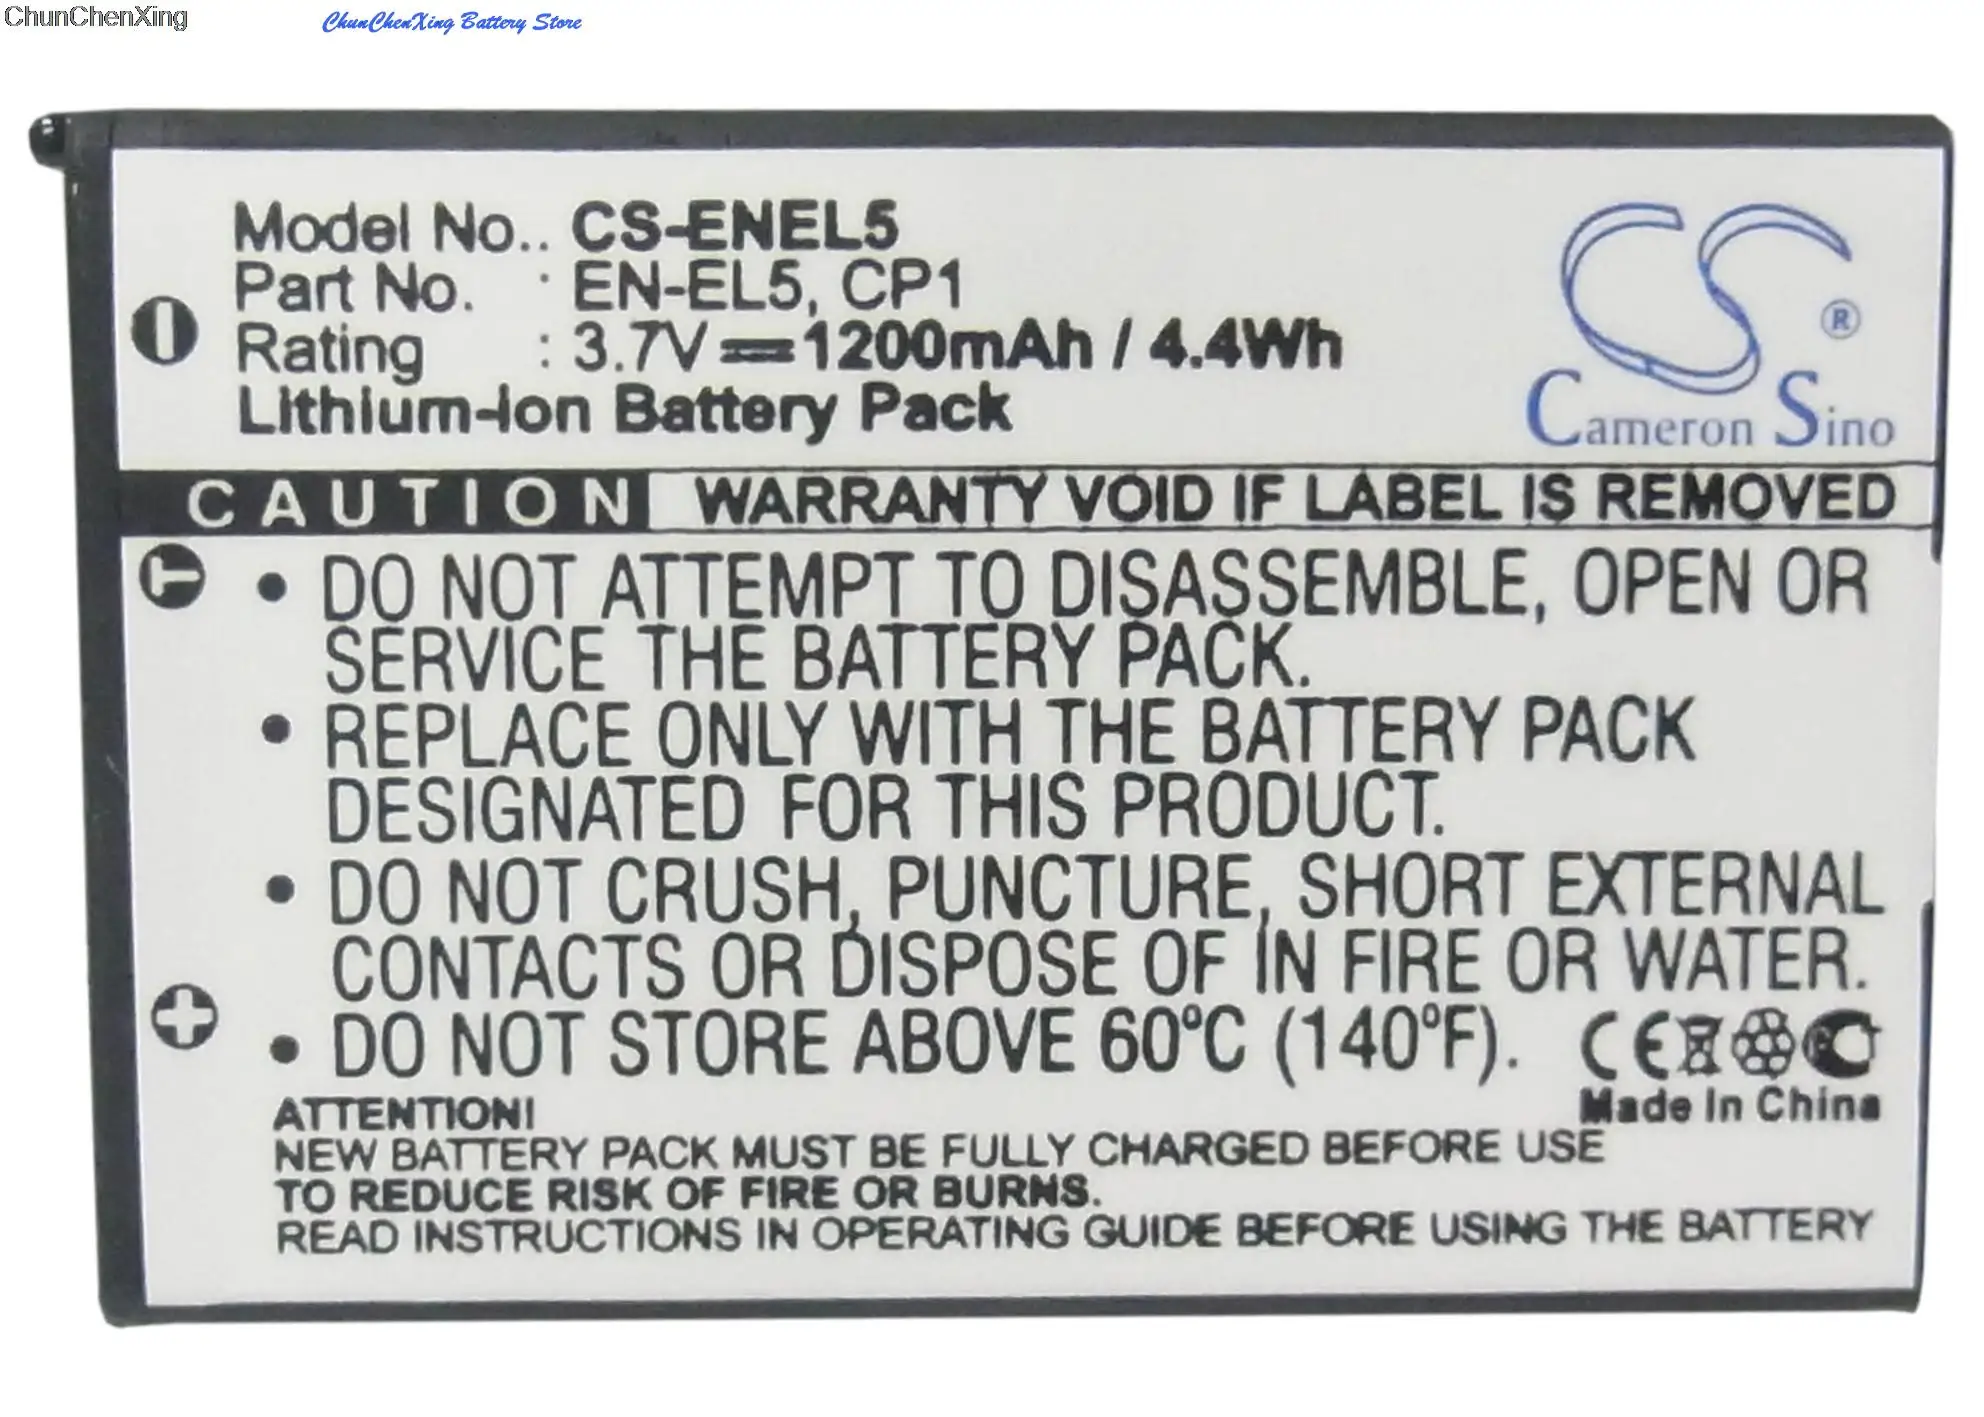 ChunChenXing
ChunChenXing Battery Store
Model No.. CS-ENEL5
Part No. : EN-EL5, CP1
Rating : 3.7V 1200mAh / 4.4Wh
Lithium-Ion Battery Pack
CS ®
Cameron Sino
CAUTION WARRANTY VOID IF LABEL IS REMOVED
• DO NOT ATTEMPT TO DISASSEMBLE, OPEN OR
SERVICE THE BATTERY PACK.
• REPLACE ONLY WITH THE BATTERY PACK
DESIGNATED FOR THIS PRODUCT.
• DO NOT CRUSH, PUNCTURE, SHORT EXTERNAL
CONTACTS OR DISPOSE OF IN FIRE OR WATER.
• DO NOT STORE ABOVE 60ºC (140ºF). CE
Made In China
T
ATTENTION!
NEW BATTERY PACK MUST BE FULLY CHARGED BEFORE USE
TO REDUCE RISK OF FIRE OR BURNS.
READ INSTRUCTIONS IN OPERATING GUIDE BEFORE USING THE BATTERY